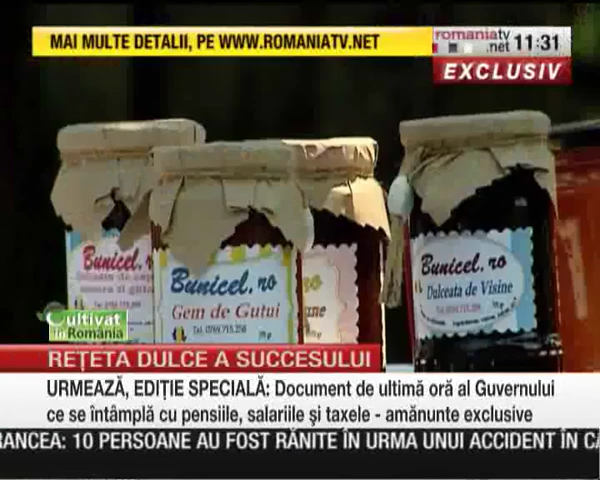 MAI MULTE DETALII, PE WWW.ROMANIATV.NET
romaniatv
.net 11:31
EXCLUSIV
Bunicel.ro
Bunicel.ro
Gem de Gutui
Bunicel.ro
Dulceata de Visine
Cultivat
în România
REȚETA DULCE A SUCCESULUI
URMEAZĂ, EDIȚIE SPECIALĂ: Document de ultimă oră al Guvernului
ce se întâmplă cu pensiile, salariile şi taxele - amănunte exclusive
RANCEA: 10 PERSOANE AU FOST RĂNITE ÎN URMA UNUI ACCIDENT ÎN CA